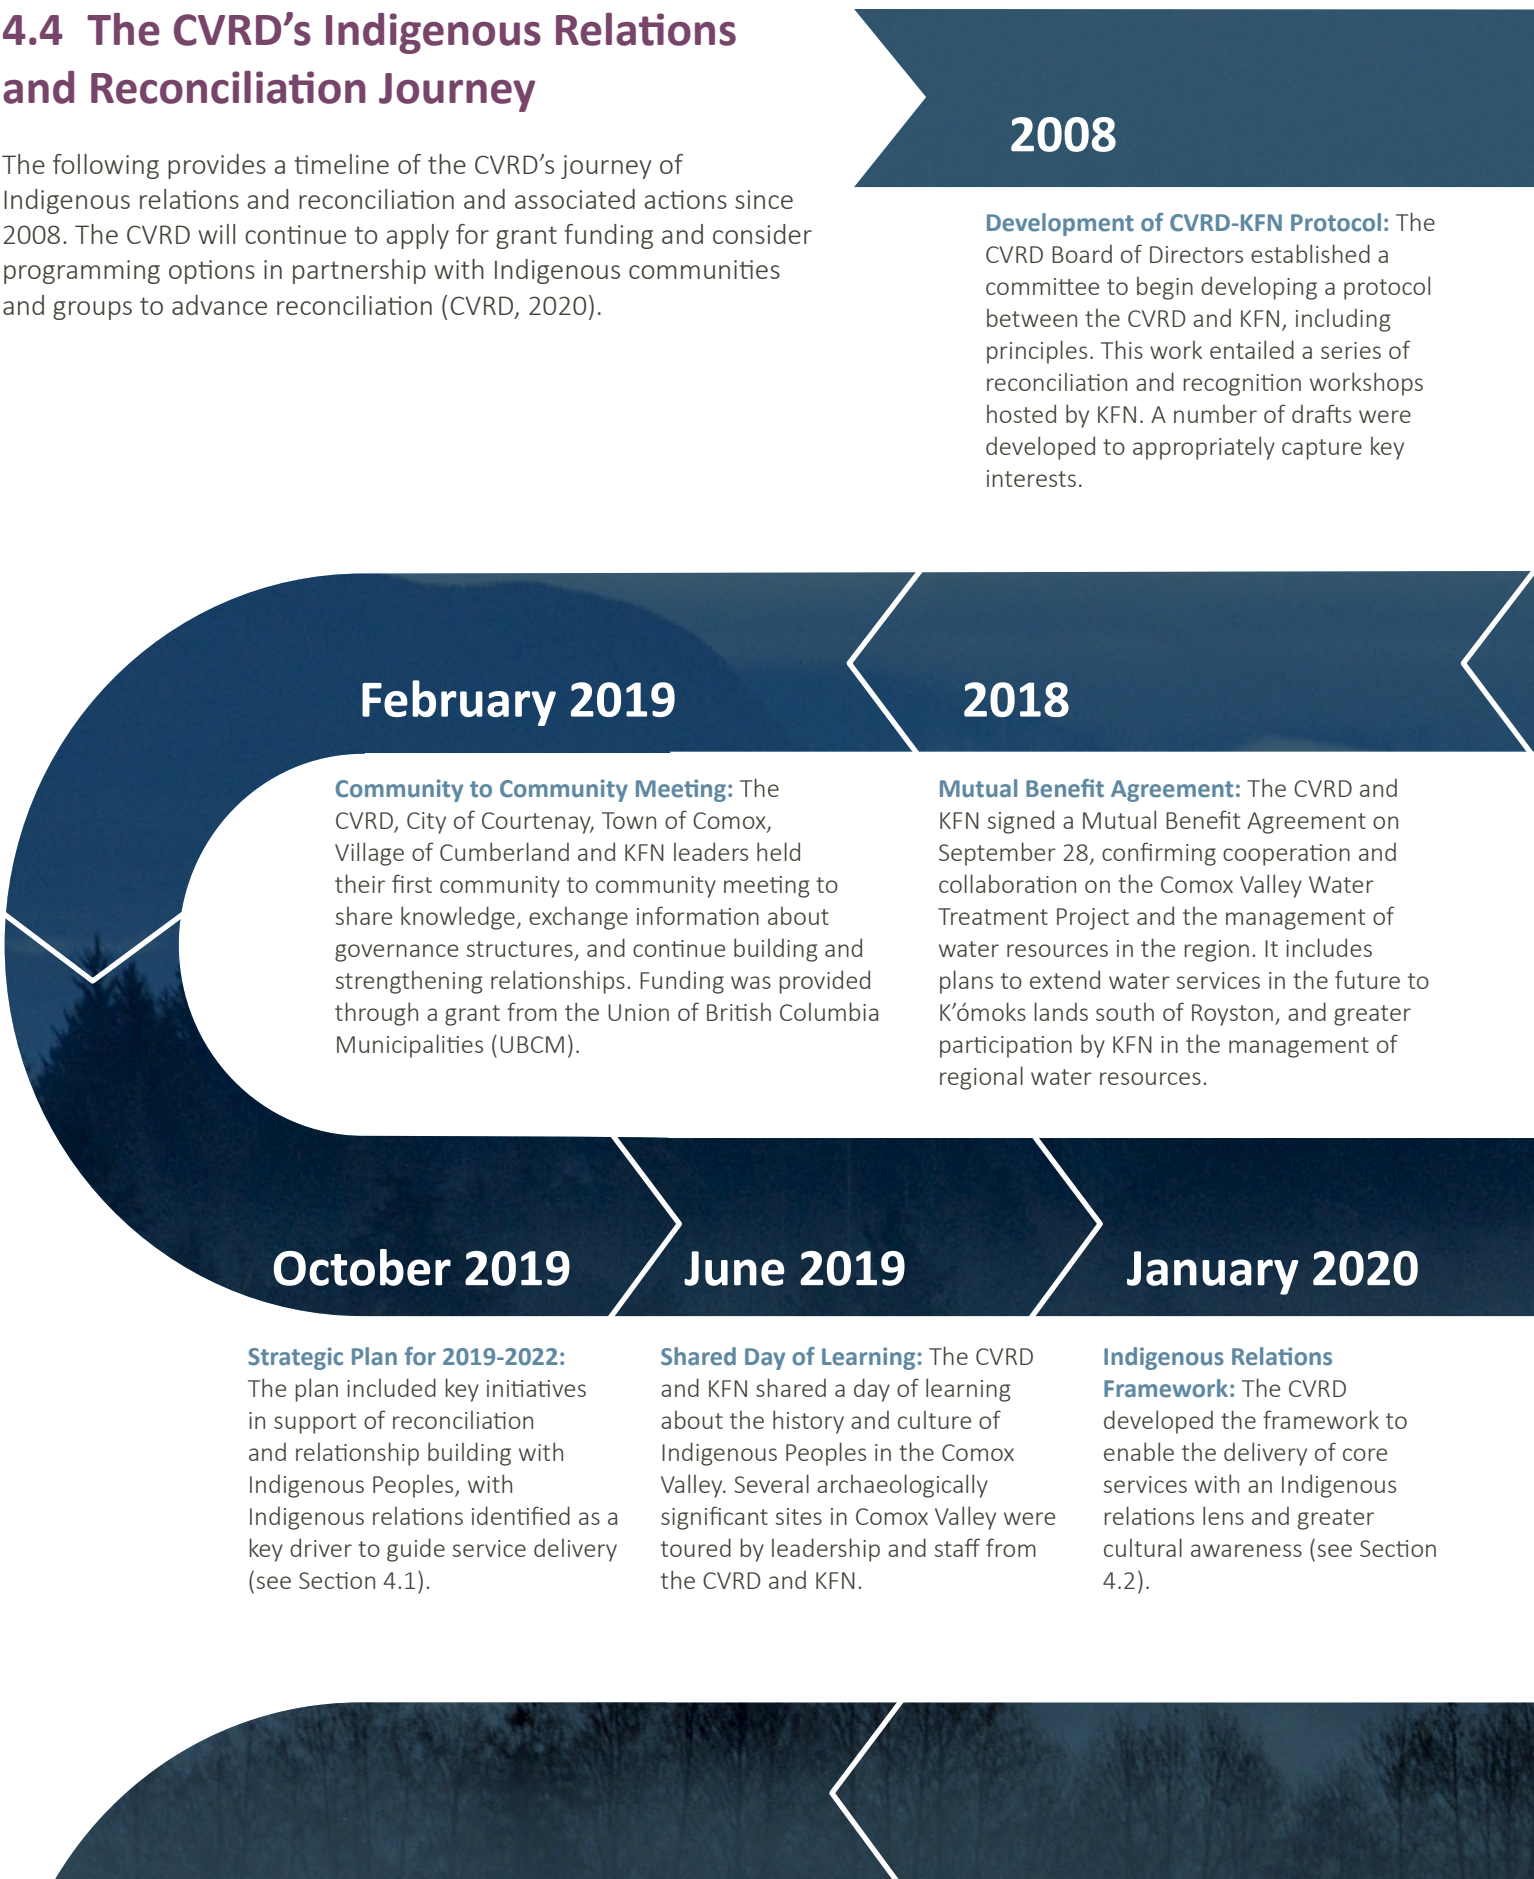 4.4 The CVRD’s Indigenous Relations
and Reconciliation Journey
The following provides a timeline of the CVRD’s journey of
Indigenous relations and reconciliation and associated actions since
2008. The CVRD will continue to apply for grant funding and consider
programming options in partnership with Indigenous communities
and groups to advance reconciliation (CVRD, 2020).
2008
Development of CVRD-KFN Protocol: The
CVRD Board of Directors established a
committee to begin developing a protocol
between the CVRD and KFN, including
principles. This work entailed a series of
reconciliation and recognition workshops
hosted by KFN. A number of drafts were
developed to appropriately capture key
interests.
2018
Mutual Benefit Agreement: The CVRD and
KFN signed a Mutual Benefit Agreement on
September 28, confirming cooperation and
collaboration on the Comox Valley Water
Treatment Project and the management of
water resources in the region. It includes
plans to extend water services in the future to
K’ómoks lands south of Royston, and greater
participation by KFN in the management of
regional water resources.
February 2019
Community to Community Meeting: The
CVRD, City of Courtenay, Town of Comox,
Village of Cumberland and KFN leaders held
their first community to community meeting to
share knowledge, exchange information about
governance structures, and continue building and
strengthening relationships. Funding was provided
through a grant from the Union of British Columbia
Municipalities (UBCM).
October 2019
Strategic Plan for 2019-2022:
The plan included key initiatives
in support of reconciliation
and relationship building with
Indigenous Peoples, with
Indigenous relations identified as a
key driver to guide service delivery
(see Section 4.1).
June 2019
Shared Day of Learning: The CVRD
and KFN shared a day of learning
about the history and culture of
Indigenous Peoples in the Comox
Valley. Several archaeologically
significant sites in Comox Valley were
toured by leadership and staff from
the CVRD and KFN.
January 2020
Indigenous Relations
Framework: The CVRD
developed the framework to
enable the delivery of core
services with an Indigenous
relations lens and greater
cultural awareness (see Section
4.2).